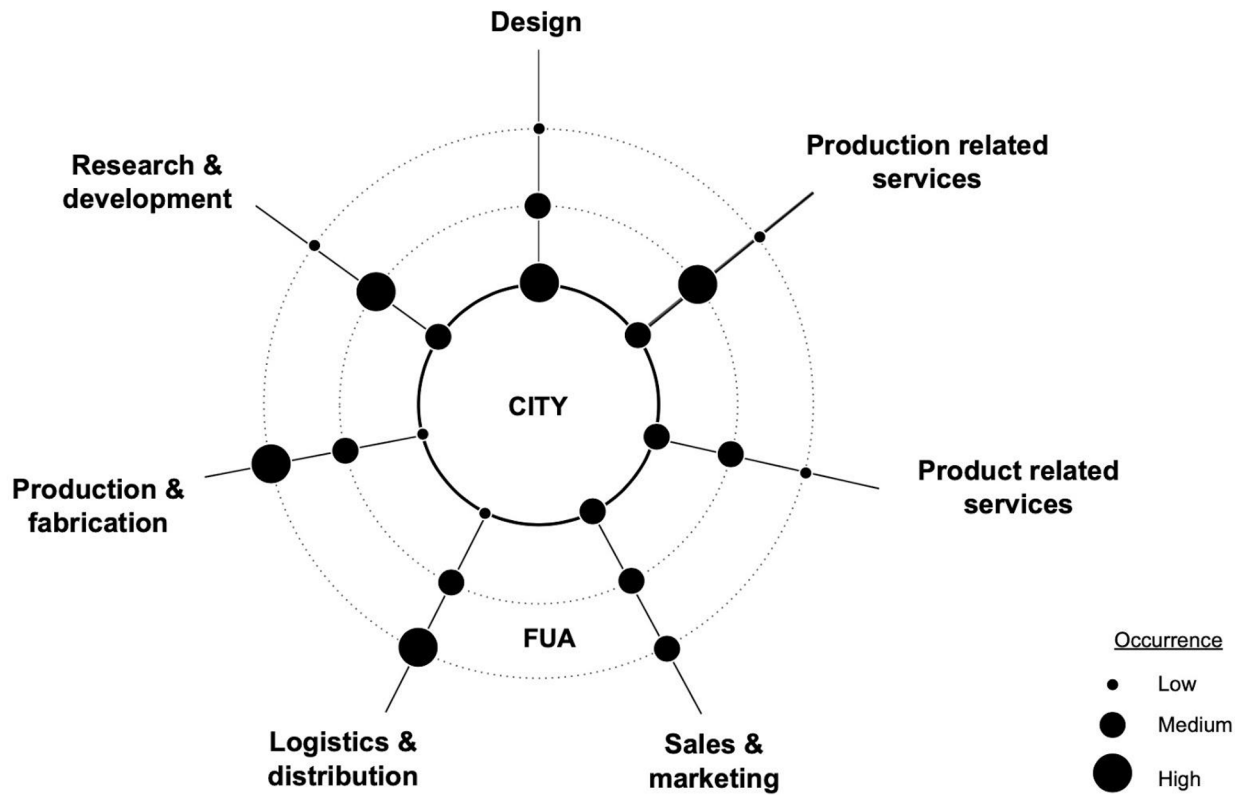 Design
Production related
services
Research &
development
CITY
Product related
services
Production &
fabrication
FUA
Occurrence
Low
Medium
High
Logistics &
distribution
Sales &
marketing